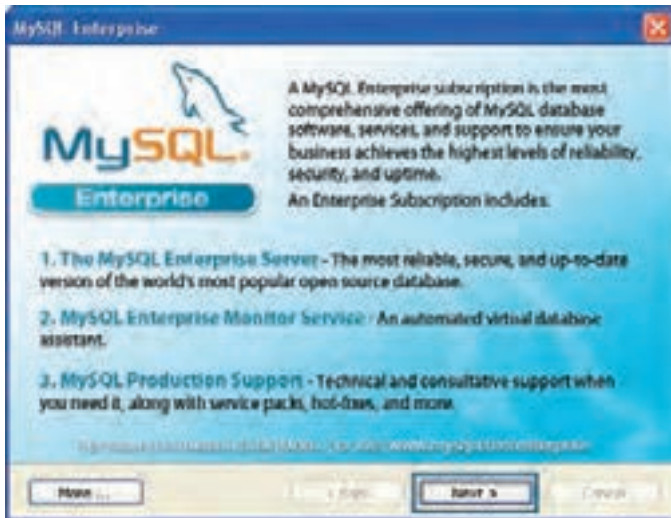 MySQL Enterprise
A MySQL Enterprise subscription is the most
comprehensive offering of MySQL database
software, services, and support to ensure your
business achieves the highest levels of reliability,
security, and uptime.
MySQL.
Enterprise
An Enterprise Subscription includes:
1. The MySQL Enterprise Server - The most reliable, secure, and up-to-date
version of the world's most popular open source database.
2. MySQL Enterprise Monitor Service - An automated virtual database
assistant.
3. MySQL Production Support - Technical and consultative support when
you need it, along with service packs, hot-fixes, and more.
More ...
< Back
Next >
Cancel